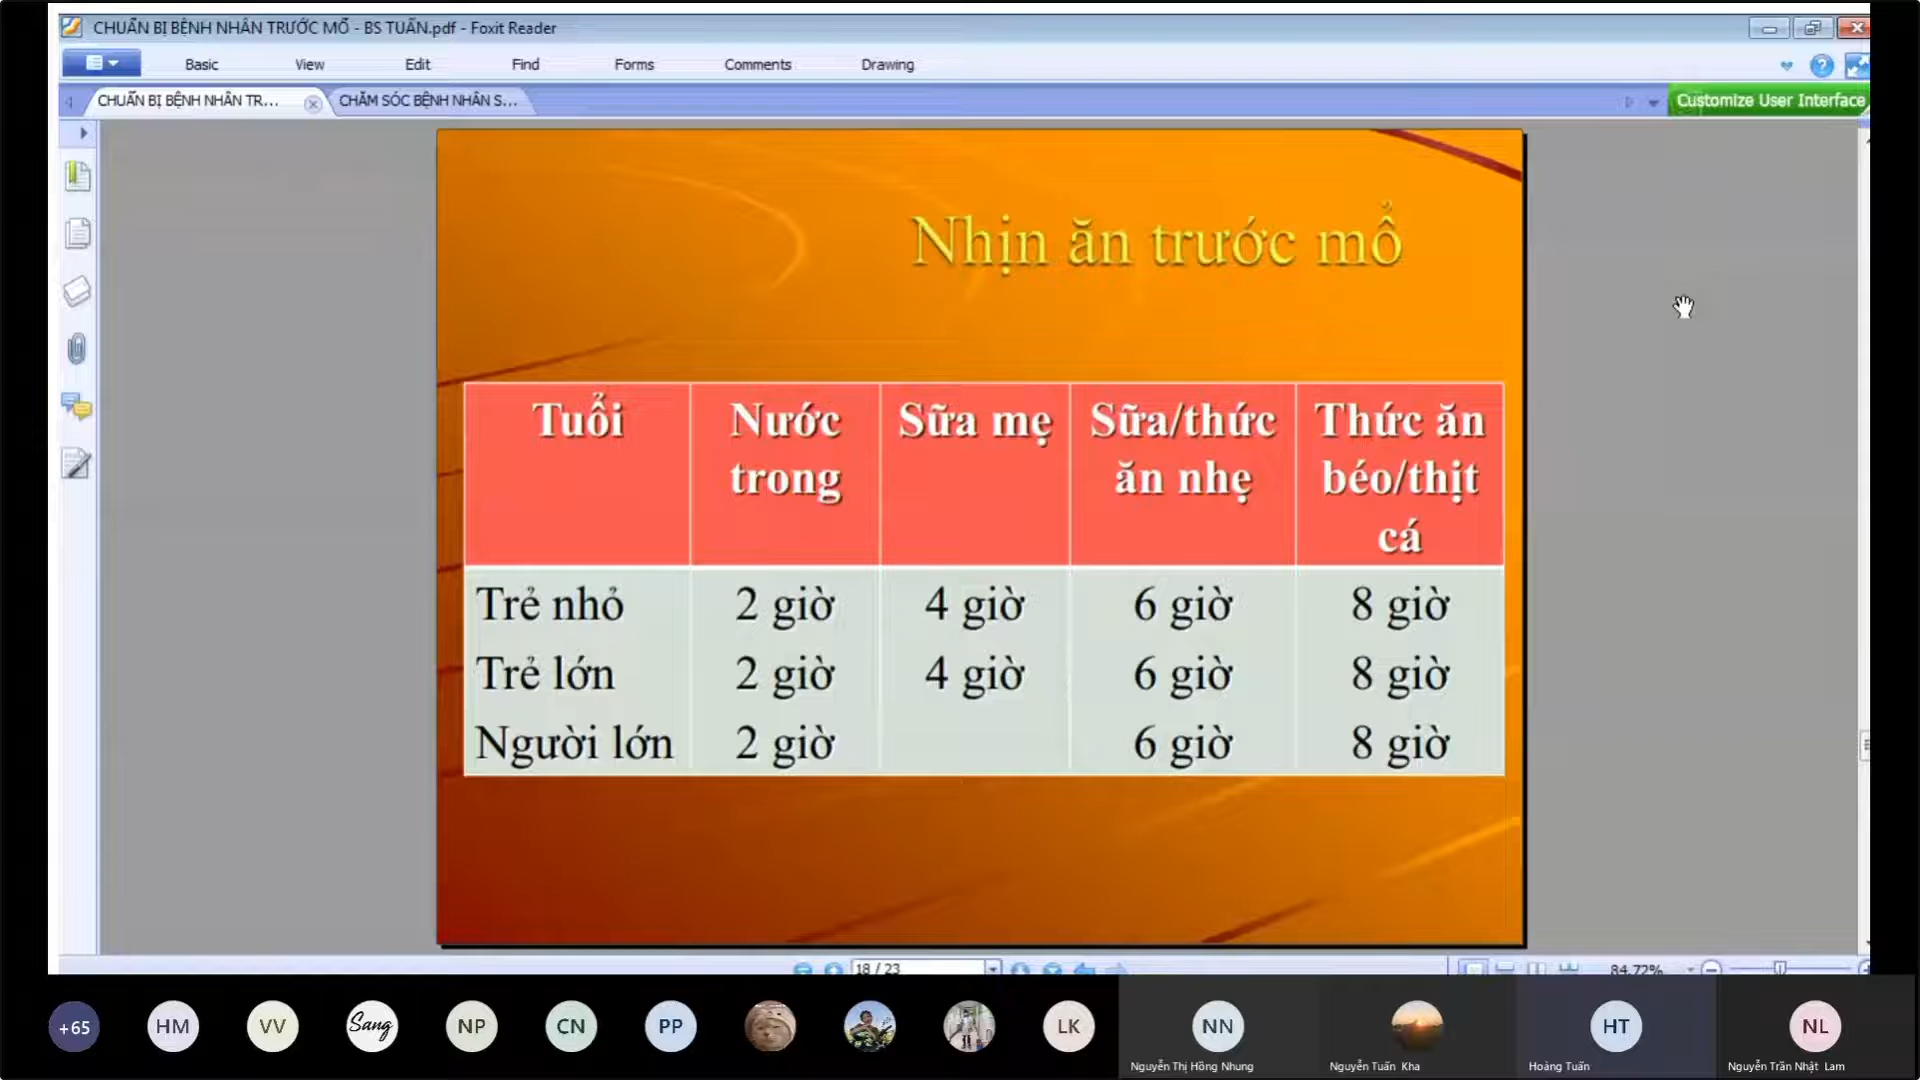 CHUẨN BỊ BỆNH NHÂN TRƯỚC MỔ - BS TUẤN.pdf - Foxit Reader
Basic View Edit Find Forms Comments Drawing
CHUẨN BỊ BỆNH NHÂN TR... CHĂM SÓC BỆNH NHÂN S... Customize User Interface
Nhịn ăn trước mổ
Tuổi Nước trong Sữa mẹ Sữa/thức ăn nhẹ Thức ăn béo/thịt cá
Trẻ nhỏ 2 giờ 4 giờ 6 giờ 8 giờ
Trẻ lớn 2 giờ 4 giờ 6 giờ 8 giờ
Người lớn 2 giờ 6 giờ 8 giờ
18 / 23 84.72%
+65 HM VV Sang NP CN PP LK NN HT NL
Nguyễn Thị Hồng Nhung Nguyễn Tuấn Kha Hoàng Tuấn Nguyễn Trần Nhật Lam